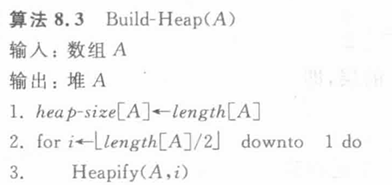 算法8.3 Build-Heap(A)
输入：数组 A
输出：堆 A
1. heap-size[A]←length[A]
2. for i←⌊length[A]/2⌋ downto 1 do
3. Heapify(A,i)